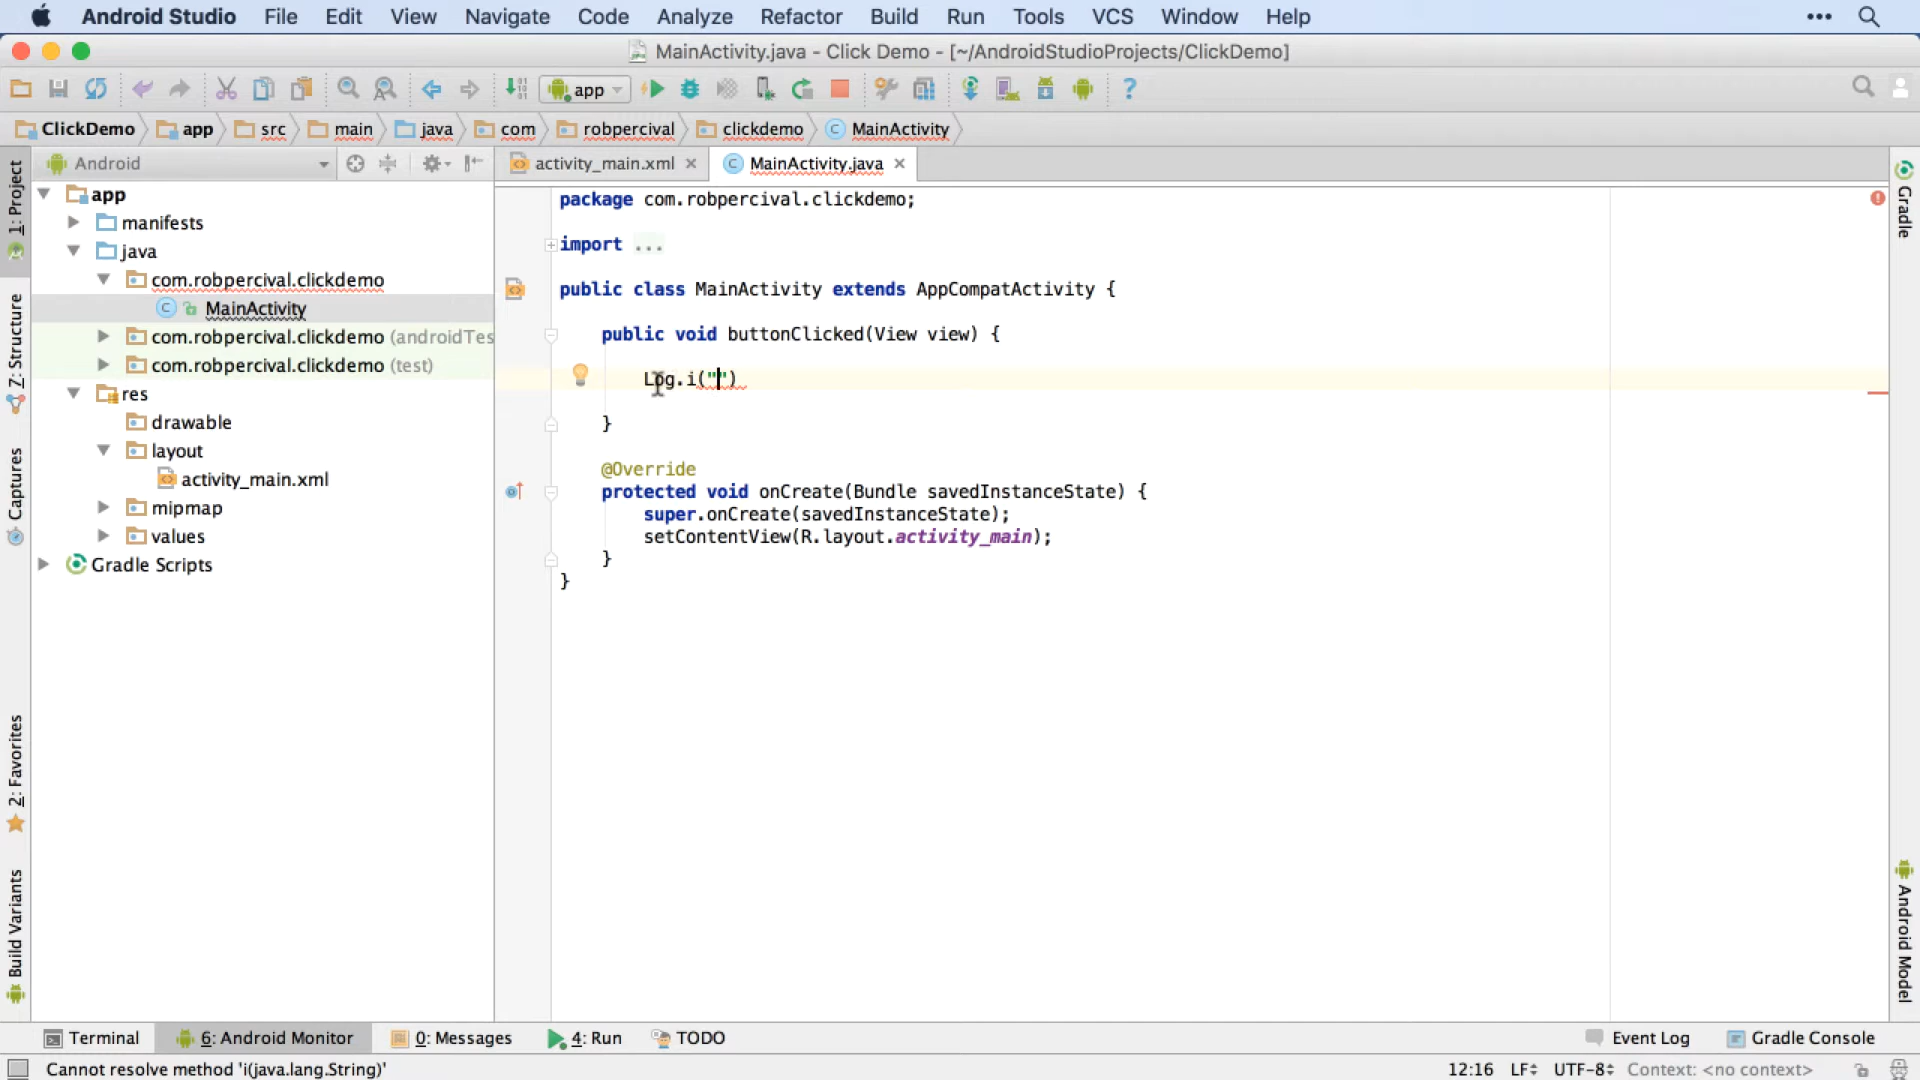 Android Studio File Edit View Navigate Code Analyze Refactor Build Run Tools VCS Window Help
MainActivity.java - Click Demo - [~/AndroidStudioProjects/ClickDemo]
app
ClickDemo app src main java com robpercival clickdemo MainActivity
Android
activity_main.xml MainActivity.java
1: Project
Z: Structure
Captures
2: Favorites
Build Variants
app
manifests
java
com.robpercival.clickdemo
MainActivity
com.robpercival.clickdemo (androidTes
com.robpercival.clickdemo (test)
res
drawable
layout
activity_main.xml
mipmap
values
Gradle Scripts
package com.robpercival.clickdemo;
import ...
public class MainActivity extends AppCompatActivity {
public void buttonClicked(View view) {
Log.i("")
}
@Override
protected void onCreate(Bundle savedInstanceState) {
super.onCreate(savedInstanceState);
setContentView(R.layout.activity_main);
}
}
Gradle
Android Model
Terminal 6: Android Monitor 0: Messages 4: Run TODO Event Log Gradle Console
Cannot resolve method 'i(java.lang.String)' 12:16 LF UTF-8 Context: <no context>